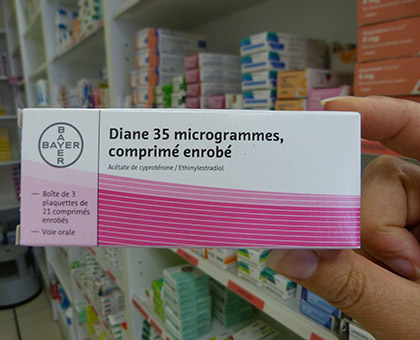 BAYER
BAYER
Diane 35 microgrammes,
comprimé enrobé
Acétate de cyprotérone / Ethinylestradiol
Boîte de 3
plaquettes de
21 comprimés
enrobés
Voie orale